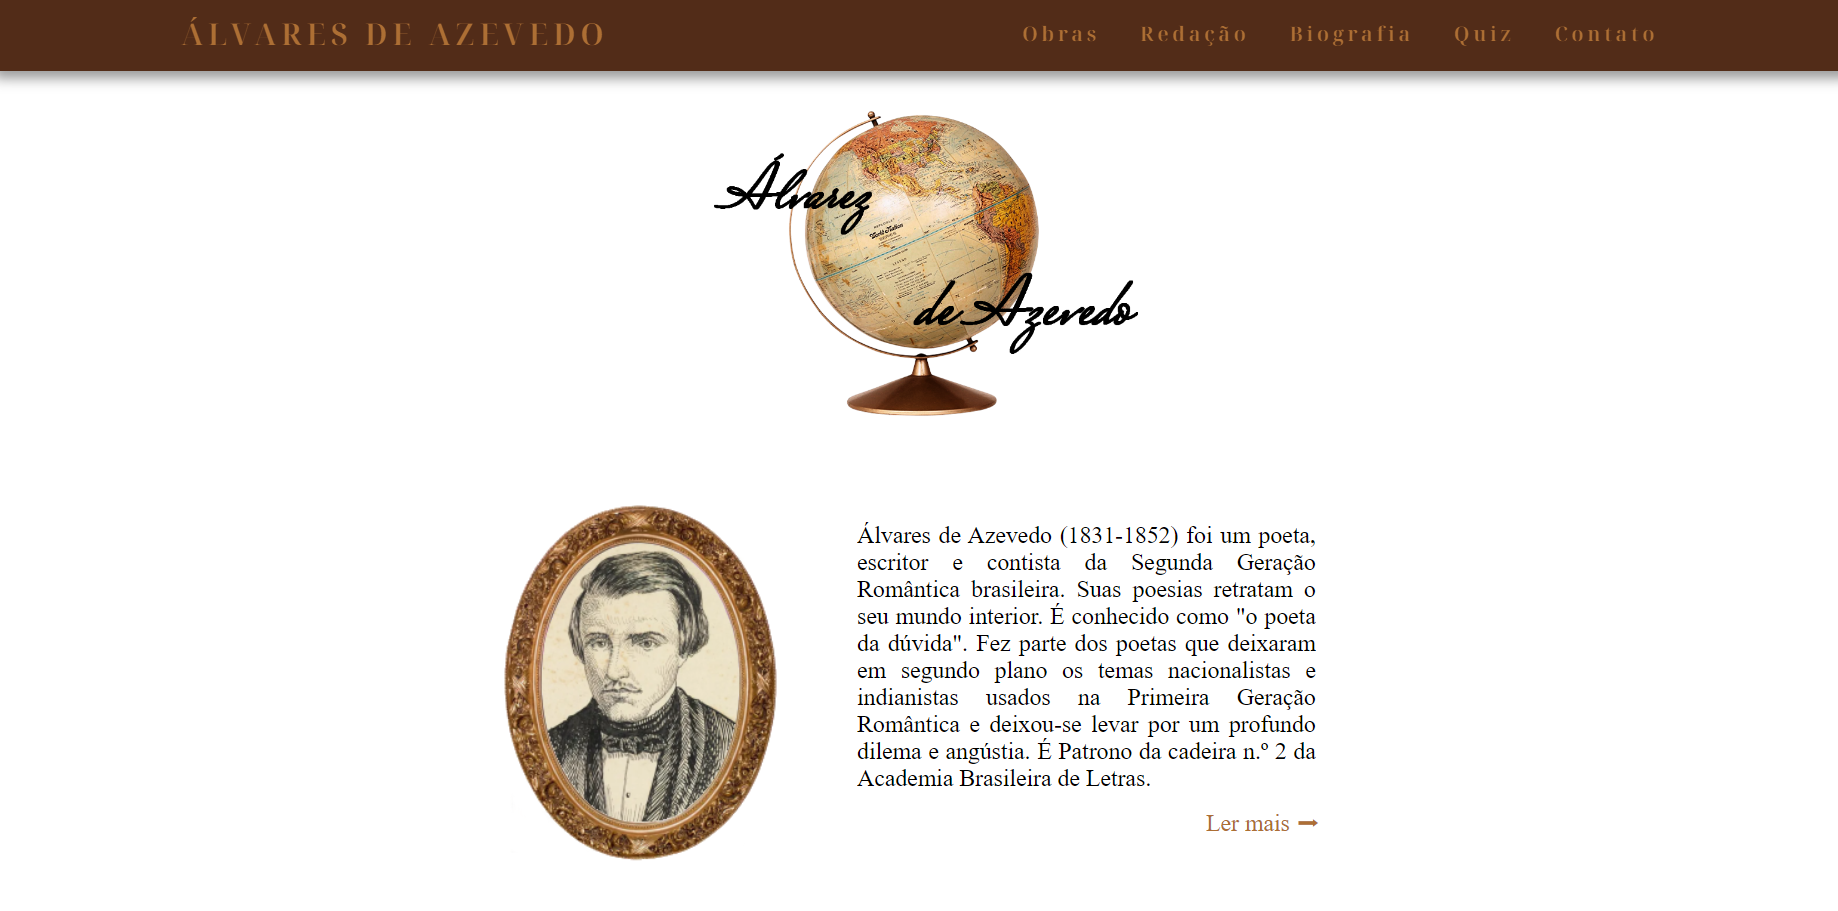 ÁLVARES DE AZEVEDO
Obras Redação Biografia Quiz Contato
Álvarez
de Azevedo
Álvares de Azevedo (1831-1852) foi um poeta,
escritor e contista da Segunda Geração
Romântica brasileira. Suas poesias retratam o
seu mundo interior. É conhecido como "o poeta
da dúvida". Fez parte dos poetas que deixaram
em segundo plano os temas nacionalistas e
indianistas usados na Primeira Geração
Romântica e deixou-se levar por um profundo
dilema e angústia. É Patrono da cadeira n.º 2 da
Academia Brasileira de Letras.
Ler mais